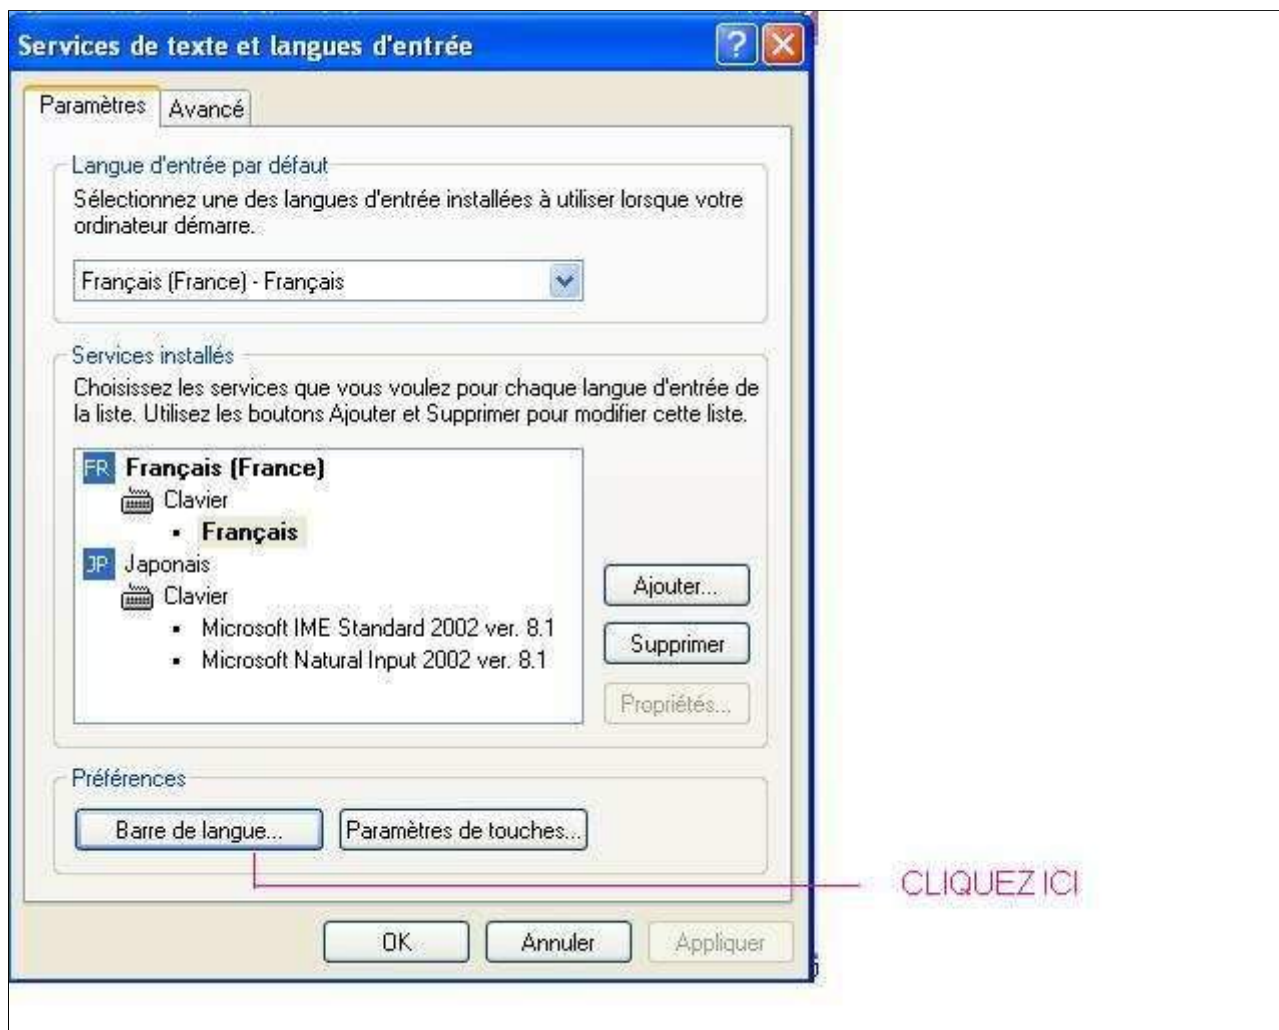 Services de texte et langues d'entrée
Paramètres
Avancé
Langue d'entrée par défaut
Sélectionnez une des langues d'entrée installées à utiliser lorsque votre
ordinateur démarre.
Français (France) - Français
Services installés
Choisissez les services que vous voulez pour chaque langue d'entrée de
la liste. Utilisez les boutons Ajouter et Supprimer pour modifier cette liste.
FR Français (France)
Clavier
Français
JP Japonais
Clavier
Microsoft IME Standard 2002 ver. 8.1
Microsoft Natural Input 2002 ver. 8.1
Ajouter...
Supprimer
Propriétés...
Préférences
Barre de langue...
Paramètres de touches...
CLIQUEZ ICI
OK
Annuler
Appliquer